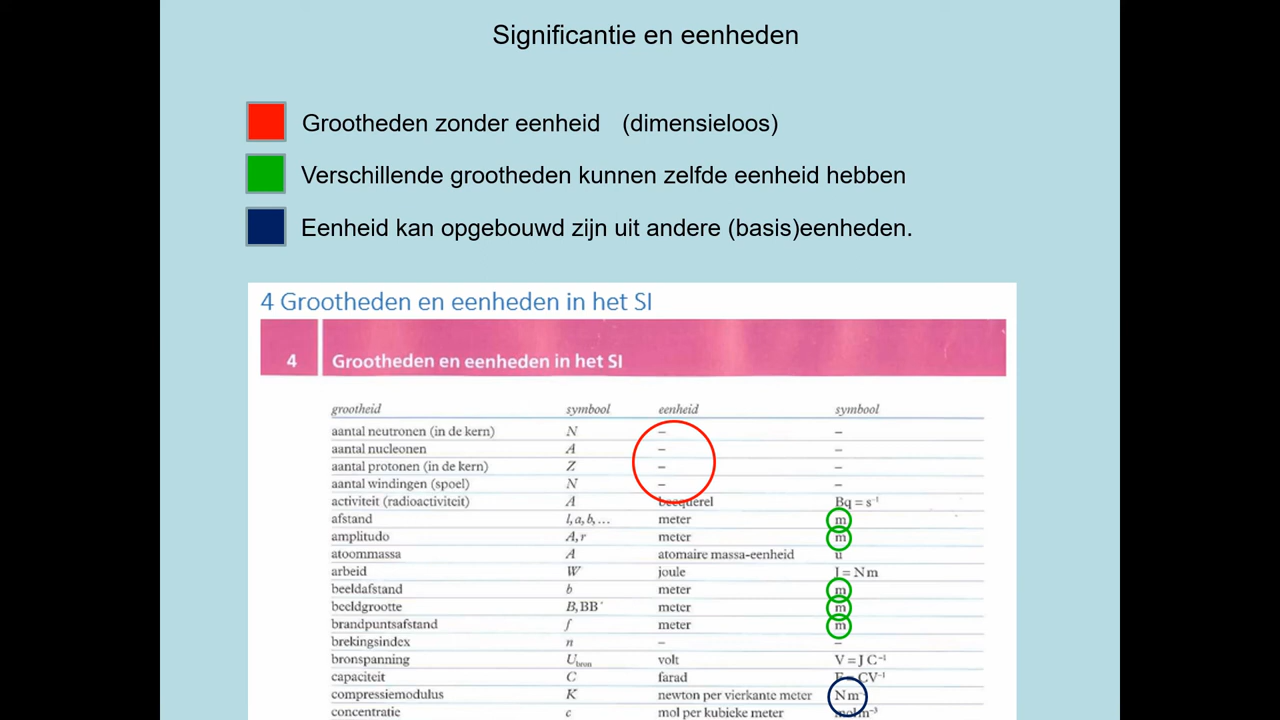 Significantie en eenheden
Grootheden zonder eenheid (dimensieloos)
Verschillende grootheden kunnen zelfde eenheid hebben
Eenheid kan opgebouwd zijn uit andere (basis)eenheden.
4 Grootheden en eenheden in het SI
4 Grootheden en eenheden in het SI
grootheid symbool eenheid symbool
aantal neutronen (in de kern) N – –
aantal nucleonen A – –
aantal protonen (in de kern) Z – –
aantal windingen (spoel) N – –
activiteit (radioactiviteit) A becquerel Bq = s⁻¹
afstand l, a, b, ... meter m
amplitudo A, r meter m
atoommassa A atomaire massa-eenheid u
arbeid W joule J = N m
beeldafstand b meter m
beeldgrootte B, BB' meter m
brandpuntsafstand f meter m
brekingsindex n – –
bronspanning U_bron volt V = J C⁻¹
capaciteit C farad F = CV⁻¹
compressiemodulus K newton per vierkante meter N m⁻
concentratie c mol per kubieke meter mol m⁻³